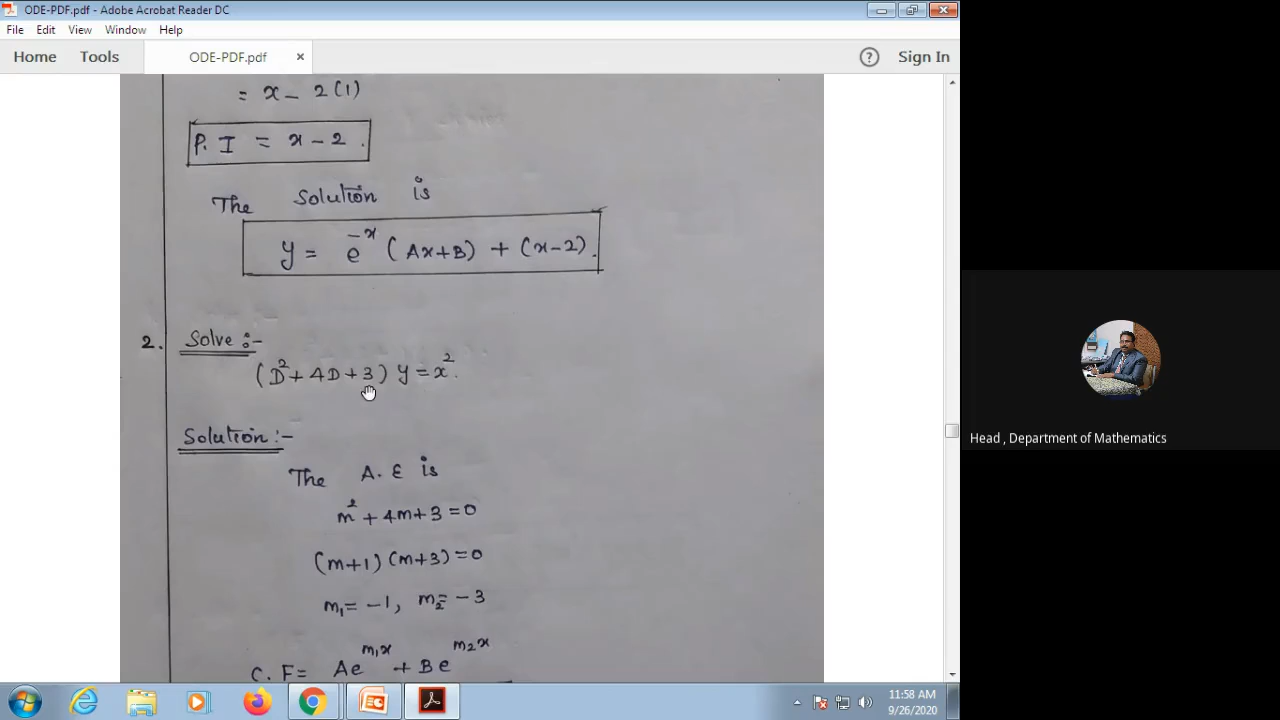 ODE-PDF.pdf - Adobe Acrobat Reader DC
File Edit View Window Help
Home Tools ODE-PDF.pdf × ? Sign In
= x - 2(1)
P.I = x - 2.
The Solution is
y = e^{-x} (Ax+B) + (x-2).
2. Solve:-
(D²+4D+3) y = x².
Solution:-
The A.E is
m²+4m+3=0
(m+1)(m+3)=0
m₁= -1, m₂= -3
C.F= Ae^{m₁x} + Be^{m₂x}
Head , Department of Mathematics
11:58 AM
9/26/2020